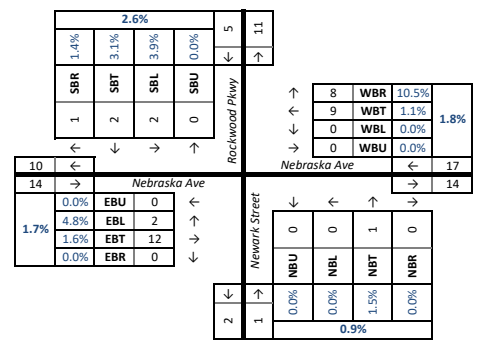 2.6%
1.4% 3.1% 3.9% 0.0%
SBR SBT SBL SBU
1 2 2 0
← ↓ → ↑
5 11
↓ ↑
Rockwood Pkwy
↑ 8 WBR 10.5%
← 9 WBT 1.1%
↓ 0 WBL 0.0%
→ 0 WBU 0.0%
1.8%
10 ←
Nebraska Ave ← 17
14 → Nebraska Ave
→ 14
1.7%
0.0% EBU 0 ←
4.8% EBL 2 ↑
1.6% EBT 12 →
0.0% EBR 0 ↓
Newark Street
↓ ← ↑ →
0 0 1 0
NBU NBL NBT NBR
0.0% 0.0% 1.5% 0.0%
0.9%
↓ ↑
2 1